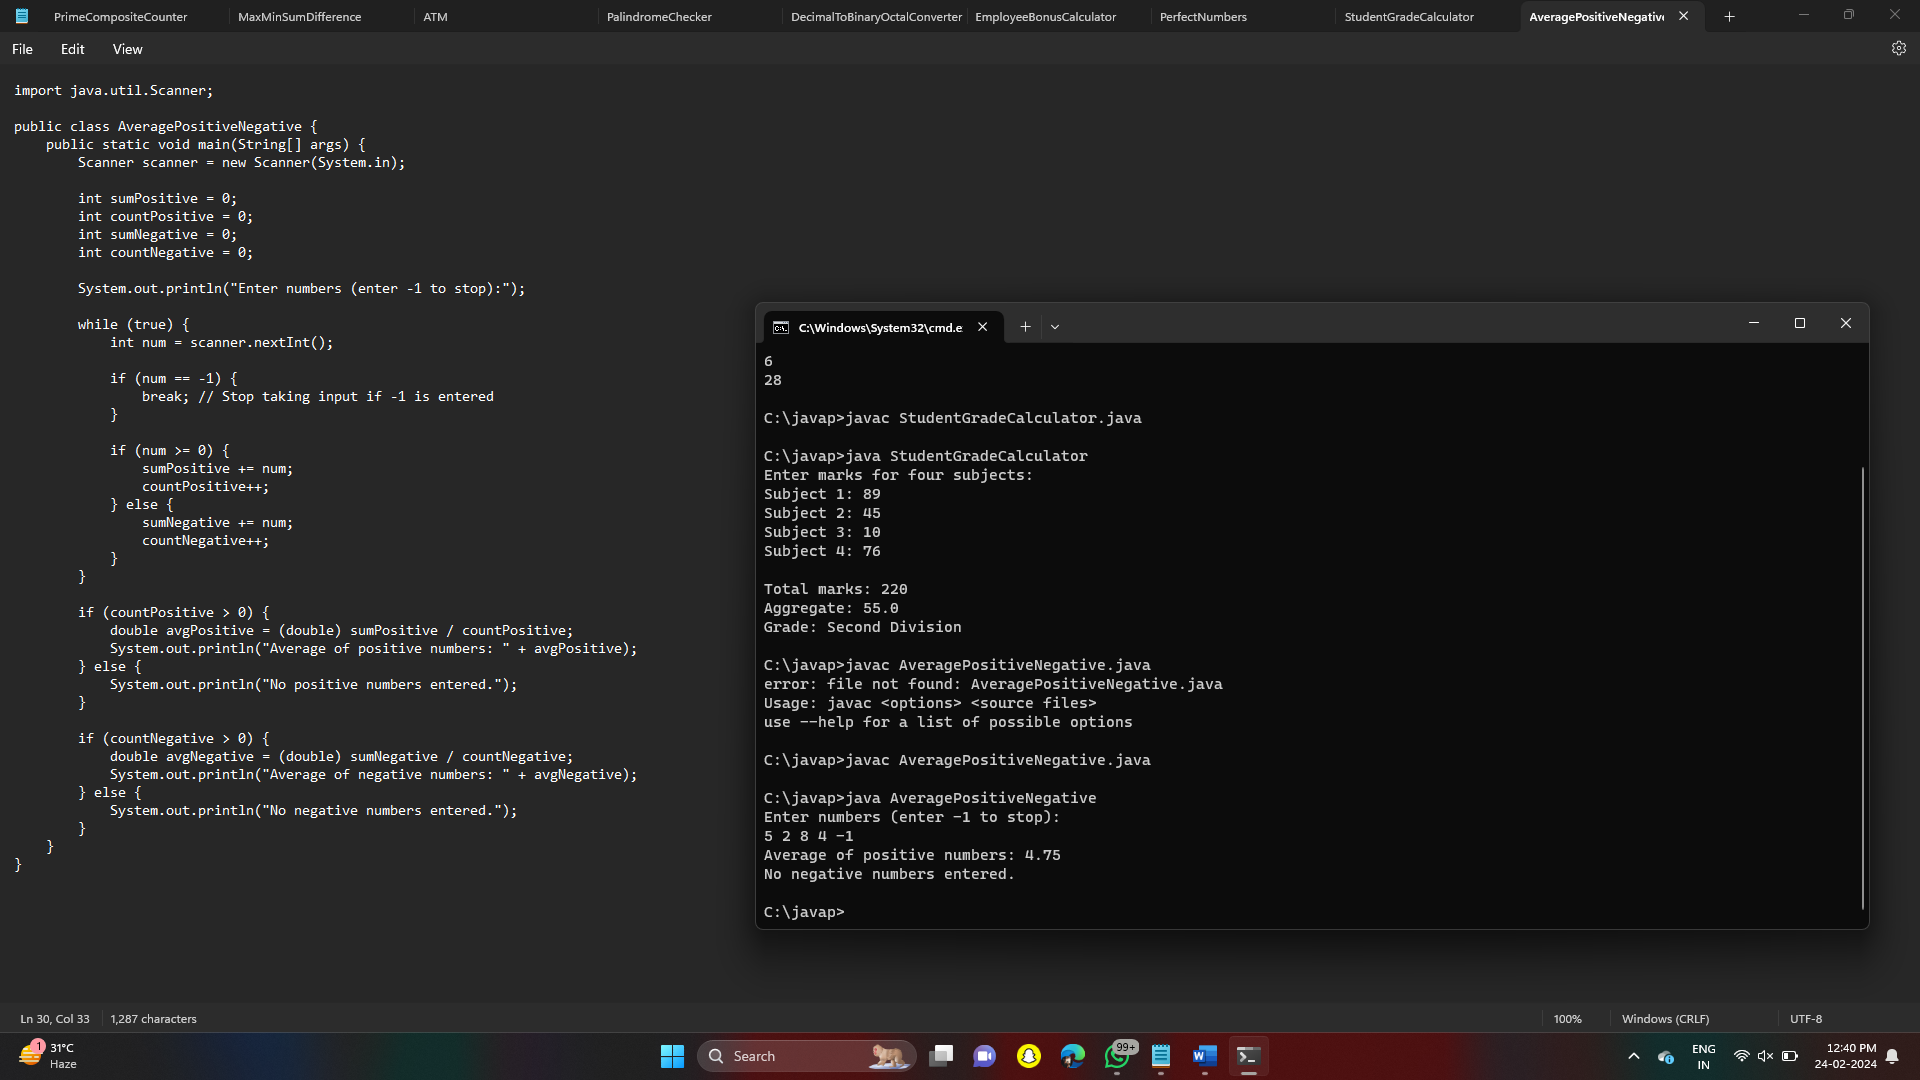 PrimeCompositeCounter
MaxMinSumDifference
ATM
PalindromeChecker
DecimalToBinaryOctalConverter
EmployeeBonusCalculator
PerfectNumbers
StudentGradeCalculator
AveragePositiveNegativ
File
Edit
View
import java.util.Scanner;
public class AveragePositiveNegative {
public static void main(String[] args) {
Scanner scanner = new Scanner(System.in);
int sumPositive = 0;
int countPositive = 0;
int sumNegative = 0;
int countNegative = 0;
System.out.println("Enter numbers (enter -1 to stop):");
while (true) {
int num = scanner.nextInt();
if (num == -1) {
break; // Stop taking input if -1 is entered
}
if (num >= 0) {
sumPositive += num;
countPositive++;
} else {
sumNegative += num;
countNegative++;
}
}
if (countPositive > 0) {
double avgPositive = (double) sumPositive / countPositive;
System.out.println("Average of positive numbers: " + avgPositive);
} else {
System.out.println("No positive numbers entered.");
}
if (countNegative > 0) {
double avgNegative = (double) sumNegative / countNegative;
System.out.println("Average of negative numbers: " + avgNegative);
} else {
System.out.println("No negative numbers entered.");
}
}
}
C:\Windows\System32\cmd.e
6
28
C:\javap>javac StudentGradeCalculator.java
C:\javap>java StudentGradeCalculator
Enter marks for four subjects:
Subject 1: 89
Subject 2: 45
Subject 3: 10
Subject 4: 76
Total marks: 220
Aggregate: 55.0
Grade: Second Division
C:\javap>javac AveragePositiveNegative.java
error: file not found: AveragePositiveNegative.java
Usage: javac <options> <source files>
use --help for a list of possible options
C:\javap>javac AveragePositiveNegative.java
C:\javap>java AveragePositiveNegative
Enter numbers (enter -1 to stop):
5 2 8 4 -1
Average of positive numbers: 4.75
No negative numbers entered.
C:\javap>
Ln 30, Col 33
1,287 characters
100%
Windows (CRLF)
UTF-8
1
31°C
Haze
Search
99+
ENG
IN
12:40 PM
24-02-2024